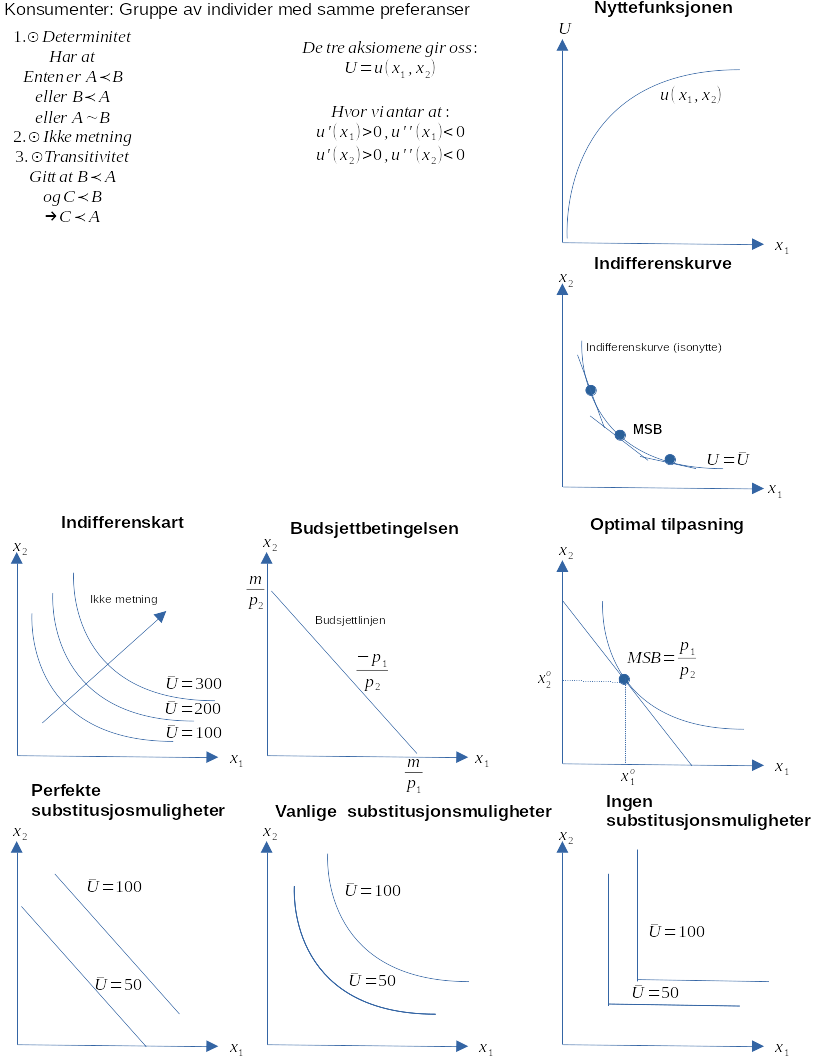 Konsumenter: Gruppe av individer med samme preferanser
1.⊙ Determinitet
Har at
Enten er A≺B
eller B≺A
eller A∼B
2.⊙ Ikke metning
3.⊙Transitivitet
Gitt at B≺A
og C≺B
→C≺A
De tre aksiomene gir oss:
U=u(x₁, x₂)
Hvor vi antar at:
u'(x₁)>0, u''(x₁)<0
u'(x₂)>0, u''(x₂)<0
Nyttefunksjonen
U
u(x₁, x₂)
x₁
Indifferenskurve
x₂
Indifferenskurve (isonytte)
MSB
U=Ū
x₁
Indifferenskart
x₂
Ikke metning
Ū=300
Ū=200
Ū=100
x₁
Budsjettbetingelsen
x₂
m
p₂
Budsjettlinjen
−p₁
p₂
x₁
m
p₁
Optimal tilpasning
x₂
MSB=p₁
p₂
x₂º
x₁º
x₁
Perfekte
substitusjosmuligheter
x₂
Ū=100
Ū=50
x₁
Vanlige substitusjonsmuligheter
x₂
Ū=100
Ū=50
x₁
Ingen
substitusjonsmuligheter
x₂
Ū=100
Ū=50
x₁